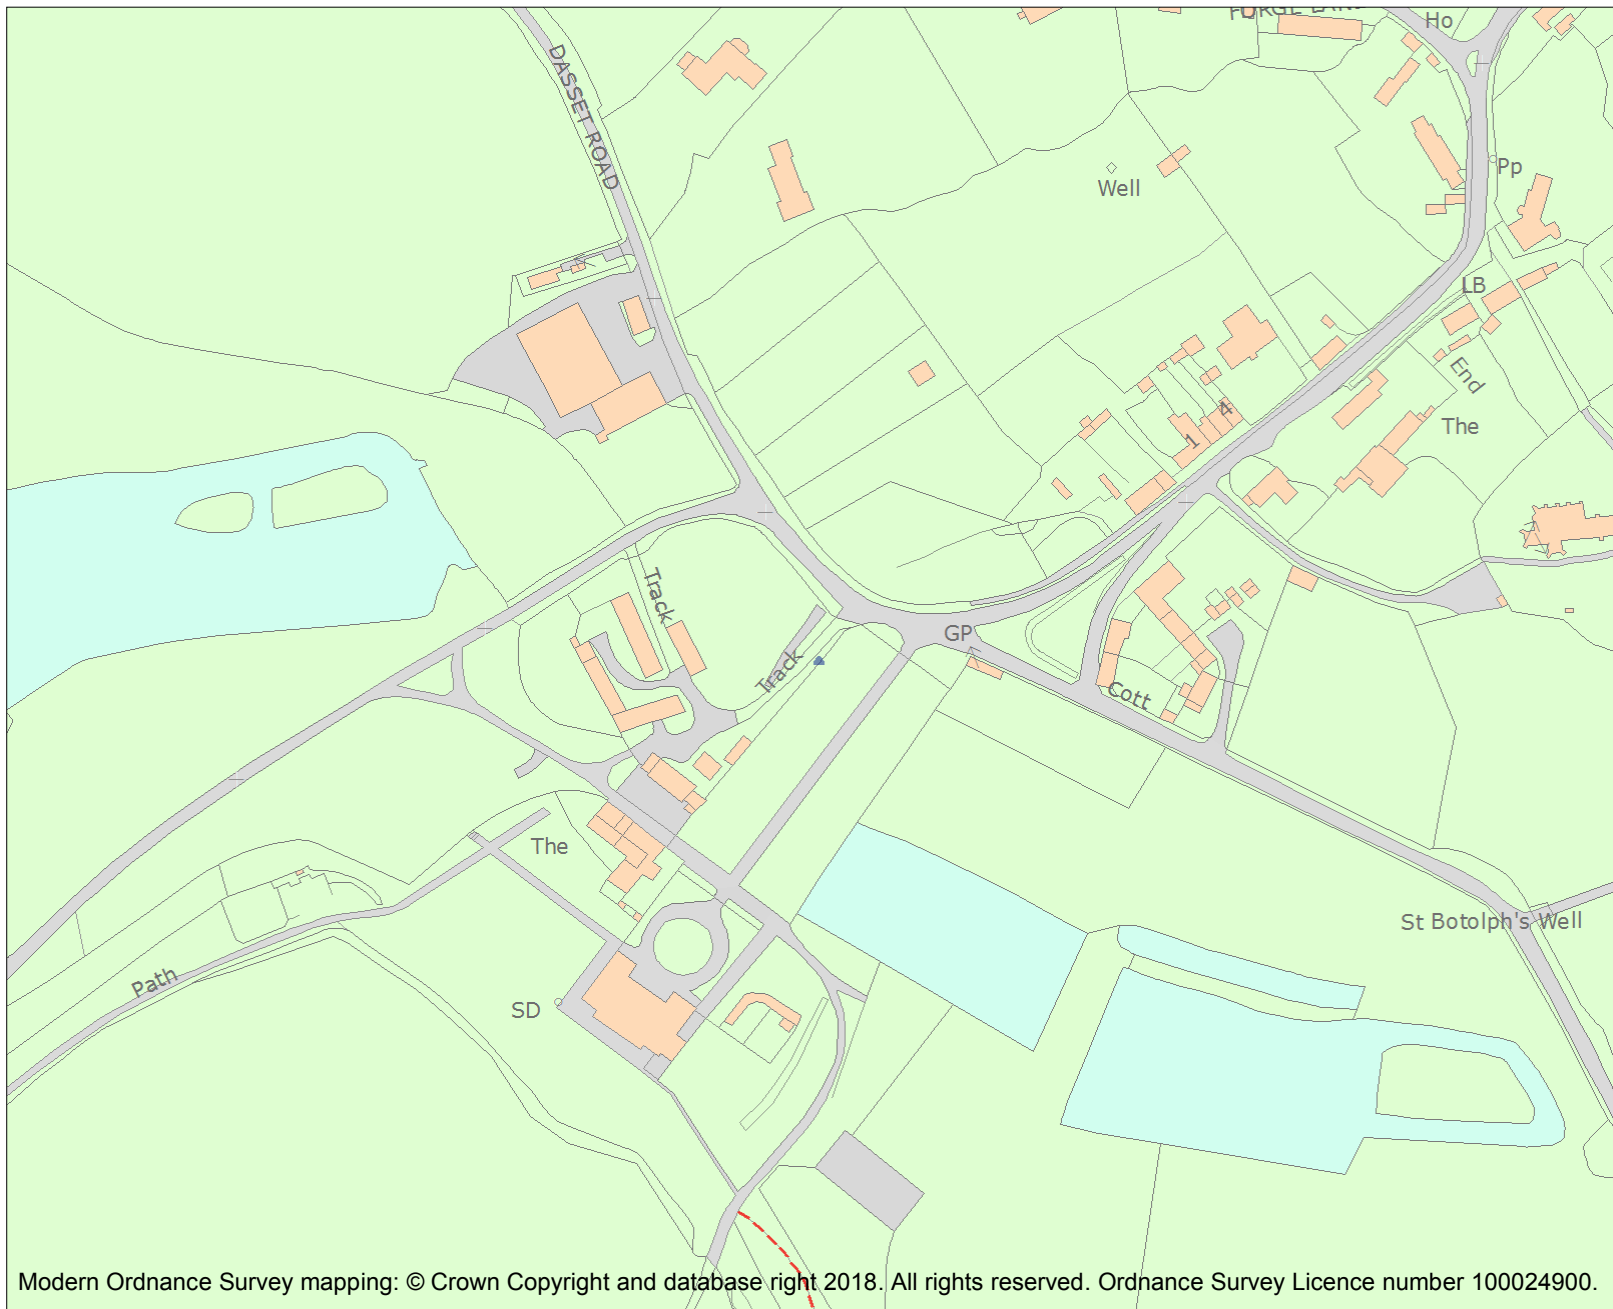 FORGE LANE
Ho
DASSET ROAD
Pp
Well
LB
End
4
The
1
Track
GP
Track
Cott
The
St Botolph's Well
Path
SD
Modern Ordnance Survey mapping: © Crown Copyright and database right 2018. All rights reserved. Ordnance Survey Licence number 100024900.